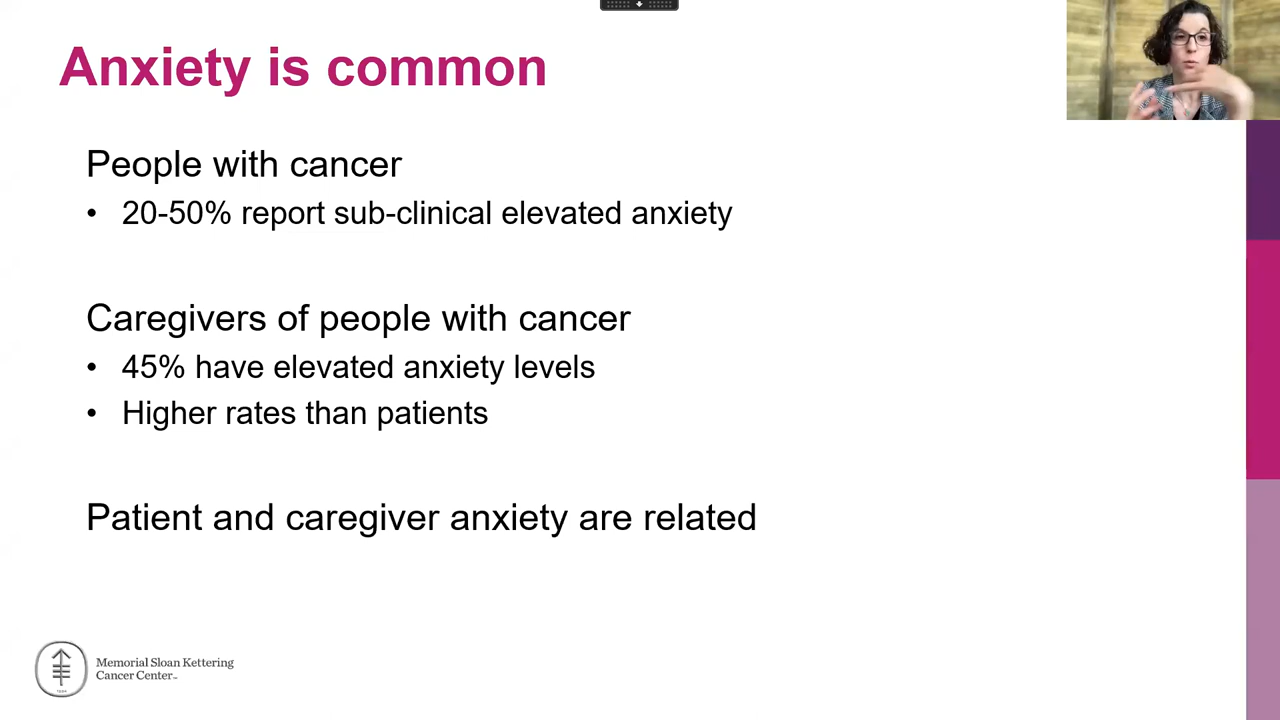 Anxiety is common
People with cancer
• 20-50% report sub-clinical elevated anxiety
Caregivers of people with cancer
• 45% have elevated anxiety levels
• Higher rates than patients
Patient and caregiver anxiety are related
Memorial Sloan Kettering
Cancer Center